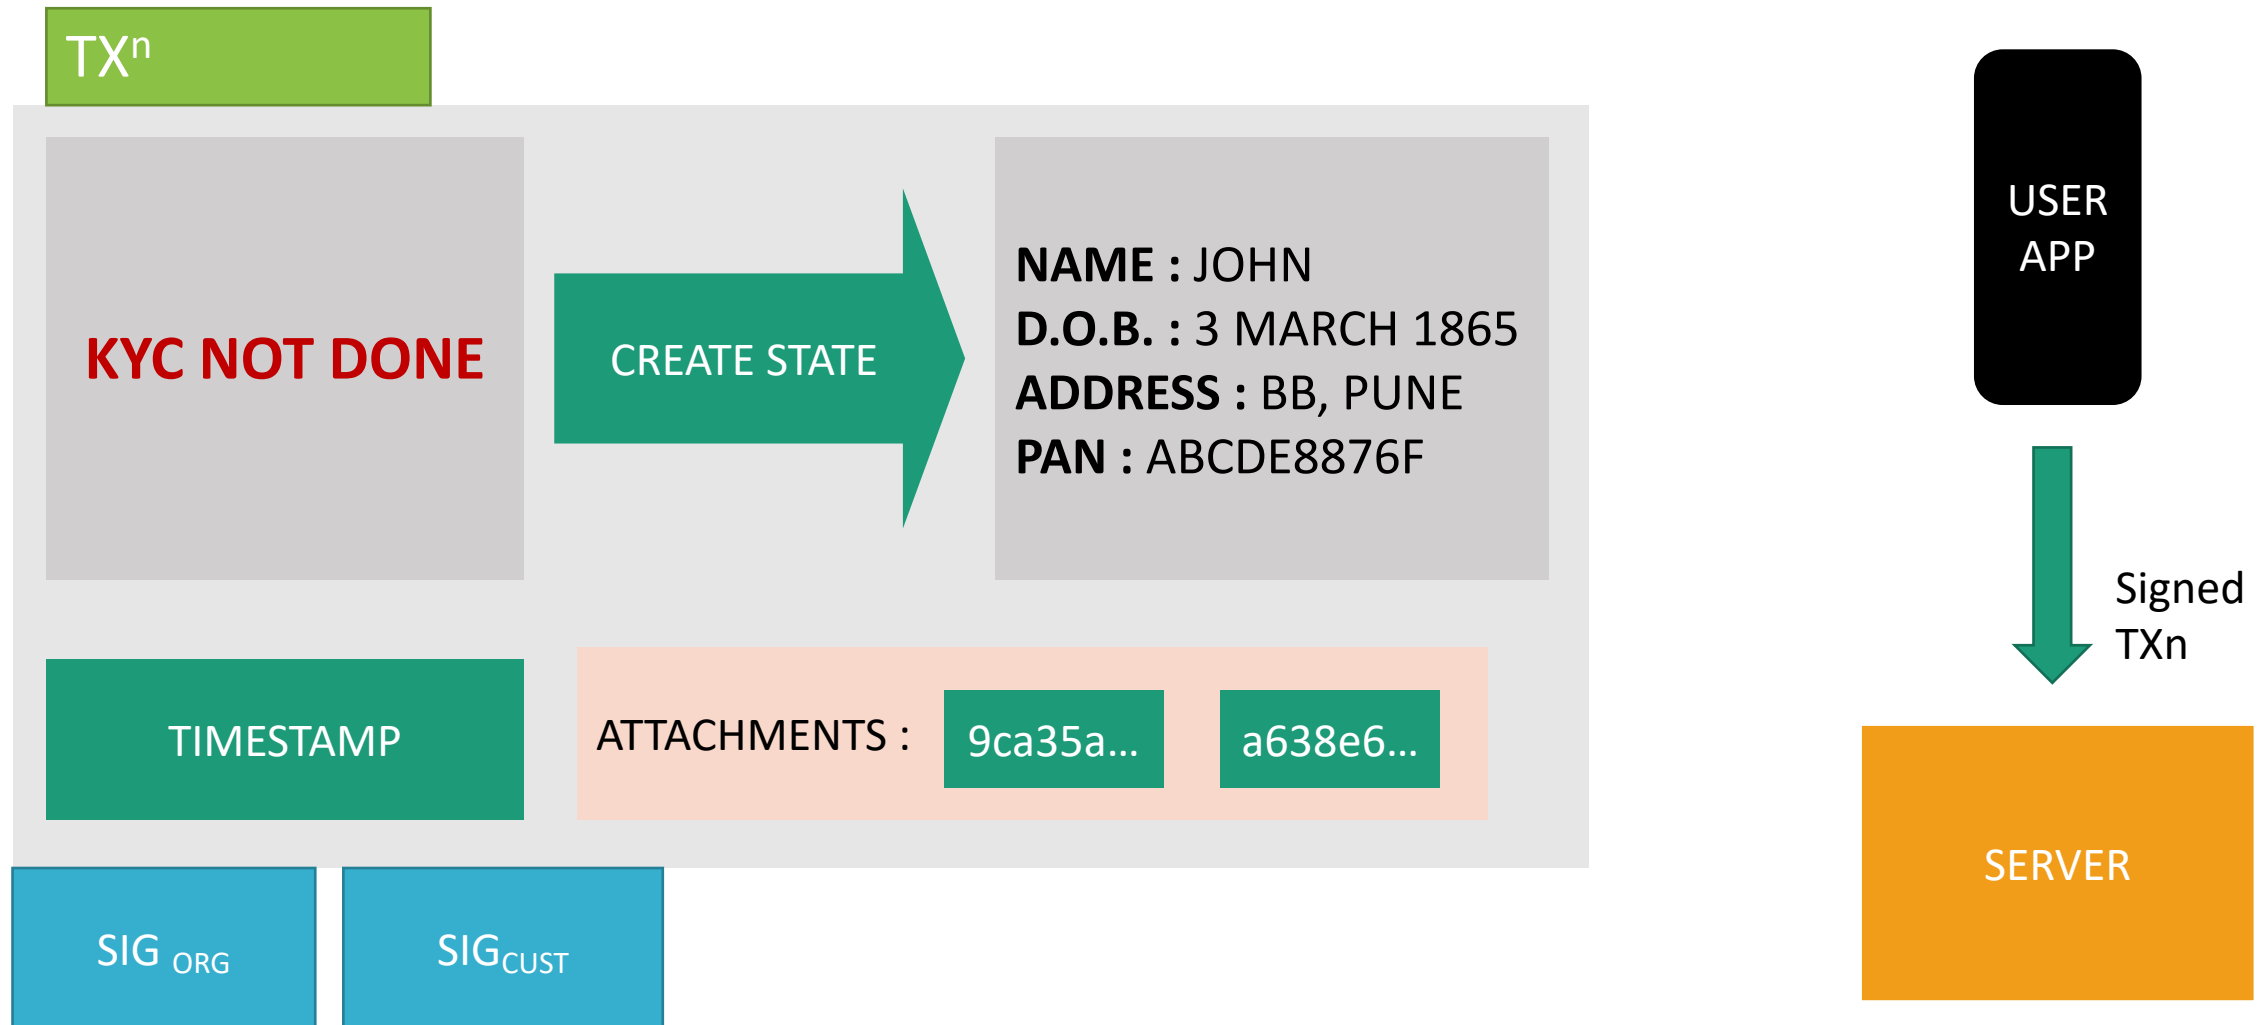 TXⁿ
KYC NOT DONE
CREATE STATE
NAME : JOHN
D.O.B. : 3 MARCH 1865
ADDRESS : BB, PUNE
PAN : ABCDE8876F
TIMESTAMP
ATTACHMENTS :
9ca35a...
a638e6...
SIG ORG
SIGCUST
USER
APP
Signed
TXn
SERVER